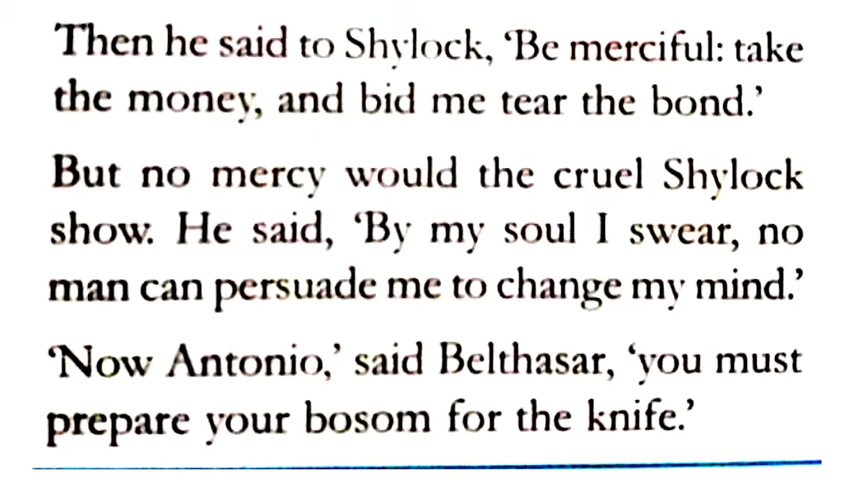 Then he said to Shylock, ‘Be merciful: take
the money, and bid me tear the bond.’
But no mercy would the cruel Shylock
show. He said, ‘By my soul I swear, no
man can persuade me to change my mind.’
‘Now Antonio,’ said Belthasar, ‘you must
prepare your bosom for the knife.’